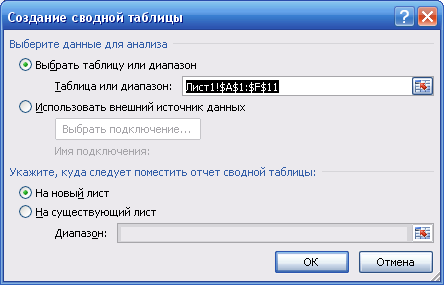 Создание сводной таблицы
Выберите данные для анализа
Выбрать таблицу или диапазон
Таблица или диапазон: Лист1!$A$1:$F$11
Использовать внешний источник данных
Выбрать подключение...
Имя подключения:
Укажите, куда следует поместить отчет сводной таблицы:
На новый лист
На существующий лист
Диапазон:
ОК Отмена